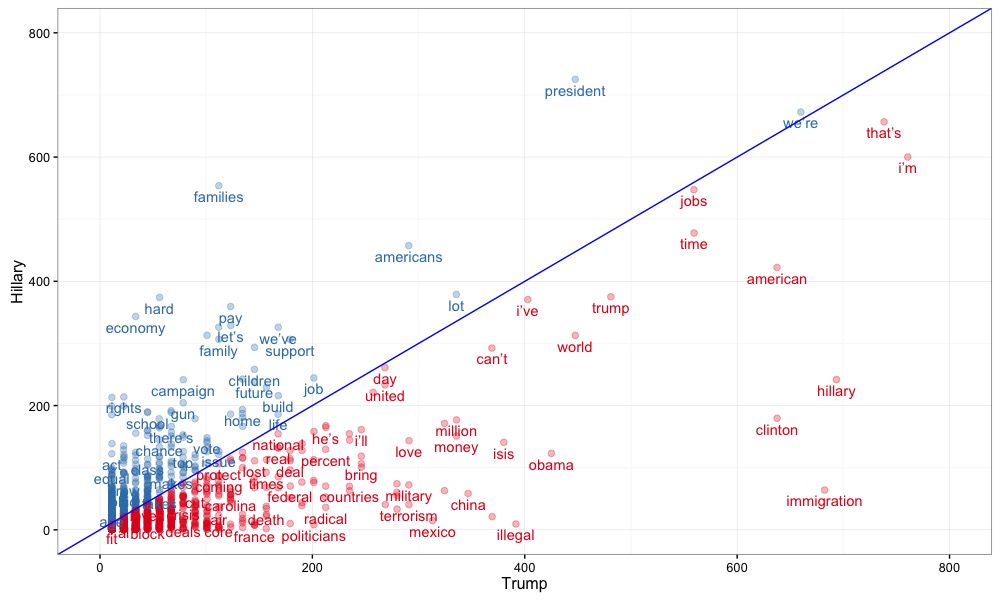 800
president
we're
that's
600
i'm
families
jobs
time
americans
american
400
lot
hard
i've
trump
pay
economy
let's
we've
world
family
support
can't
day
children
hillary
campaign
future
job
united
200
rights
gun
build
school
home
life
clinton
million
there's
he's
i'll
national
money
chance
vote
love
isis
act
top
issue
real
percent
obama
class
protect
lost
deal
bring
equal
makes
coming
times
federal
countries
military
immigration
carolina
china
air
death
radical
terrorism
0
fit
block
deals
core
france
politicians
mexico
illegal
0
200
400
600
800
Trump
Hillary